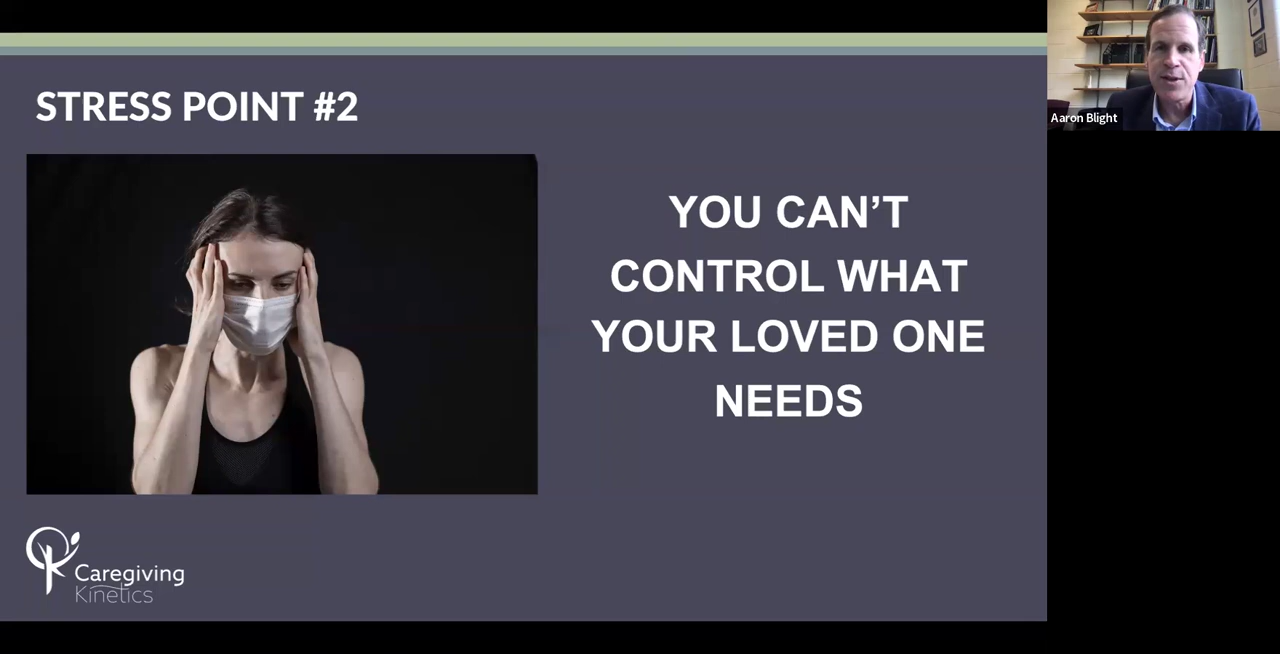 STRESS POINT #2
YOU CAN’T
CONTROL WHAT
YOUR LOVED ONE
NEEDS
Caregiving
Kinetics
Aaron Blight